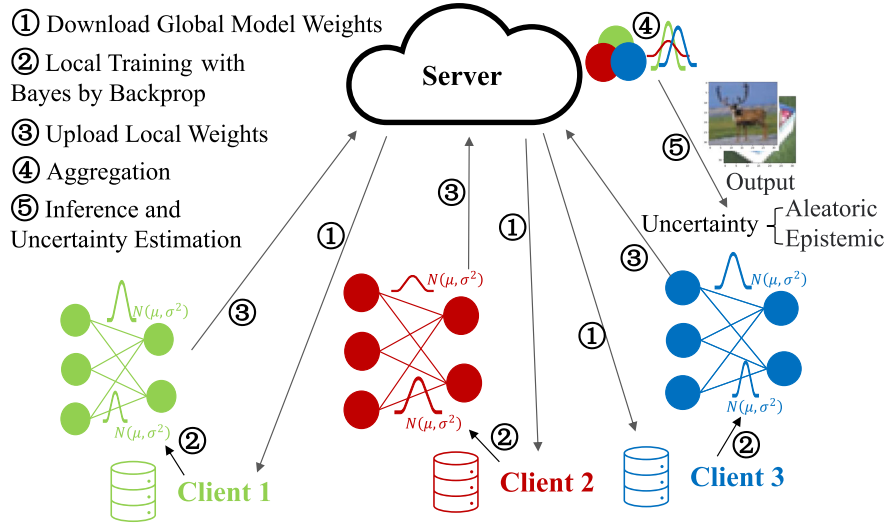 ① Download Global Model Weights
② Local Training with
Bayes by Backprop
③ Upload Local Weights
④ Aggregation
⑤ Inference and
Uncertainty Estimation
Server
④
⑤
Output
Uncertainty
Aleatoric
Epistemic
①
③
①
③
①
③
N(μ, σ²)
N(μ, σ²)
②
Client 1
N(μ, σ²)
N(μ, σ²)
②
Client 2
N(μ, σ²)
N(μ, σ²)
②
Client 3